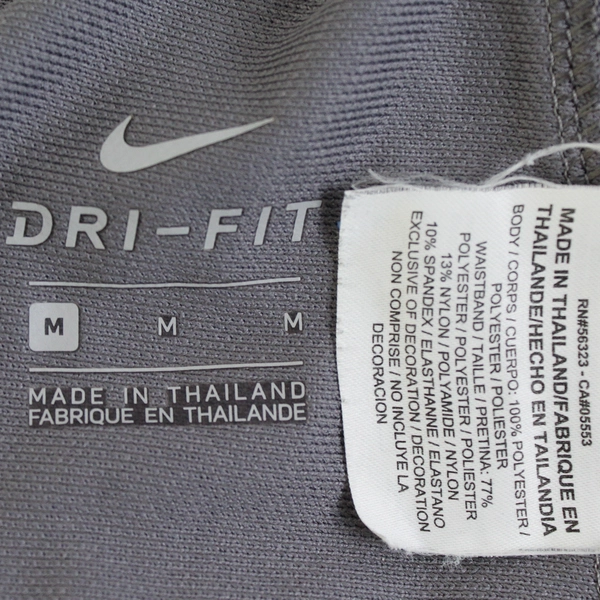 DRI-FIT
M M M
MADE IN THAILAND
FABRIQUE EN THAILANDE
RN#56323 - CA#05553
MADE IN THAILAND/FABRIQUE EN
THAILANDE/HECHO EN TAILANDIA
BODY / CORPS / CUERPO: 100% POLYESTER /
POLYESTER / POLIESTER
WAISTBAND / TAILLE / PRETINA: 77%
POLYESTER / POLYESTER / POLIESTER
13% NYLON / POLYAMIDE / NYLON
10% SPANDEX / ELASTHANNE / ELASTANO
EXCLUSIVE OF DECORATION / DECORATION
NON COMPRISE / NO INCLUYE LA
DECORACION